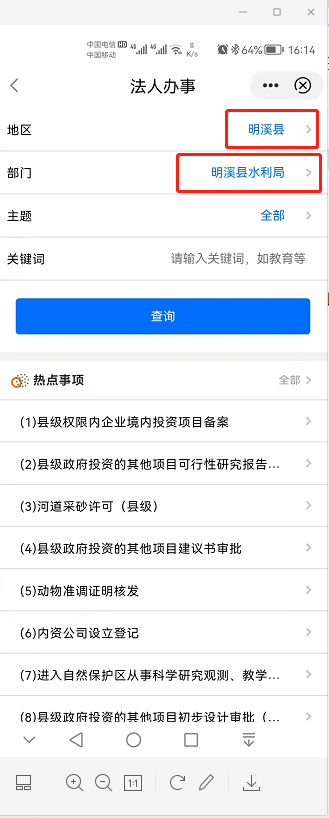 中国电信 HD 4G 4G 8 64% 16:14
中国移动 K/s
法人办事
地区 明溪县
部门 明溪县水利局
主题 全部
关键词 请输入关键词，如教育等
查询
热点事项 全部
(1)县级权限内企业境内投资项目备案
(2)县级政府投资的其他项目可行性研究报告...
(3)河道采砂许可（县级）
(4)县级政府投资的其他项目建议书审批
(5)动物准调证明核发
(6)内资公司设立登记
(7)进入自然保护区从事科学研究观测、教学...
(8)县级政府投资的其他项目初步设计审批（...
1:1